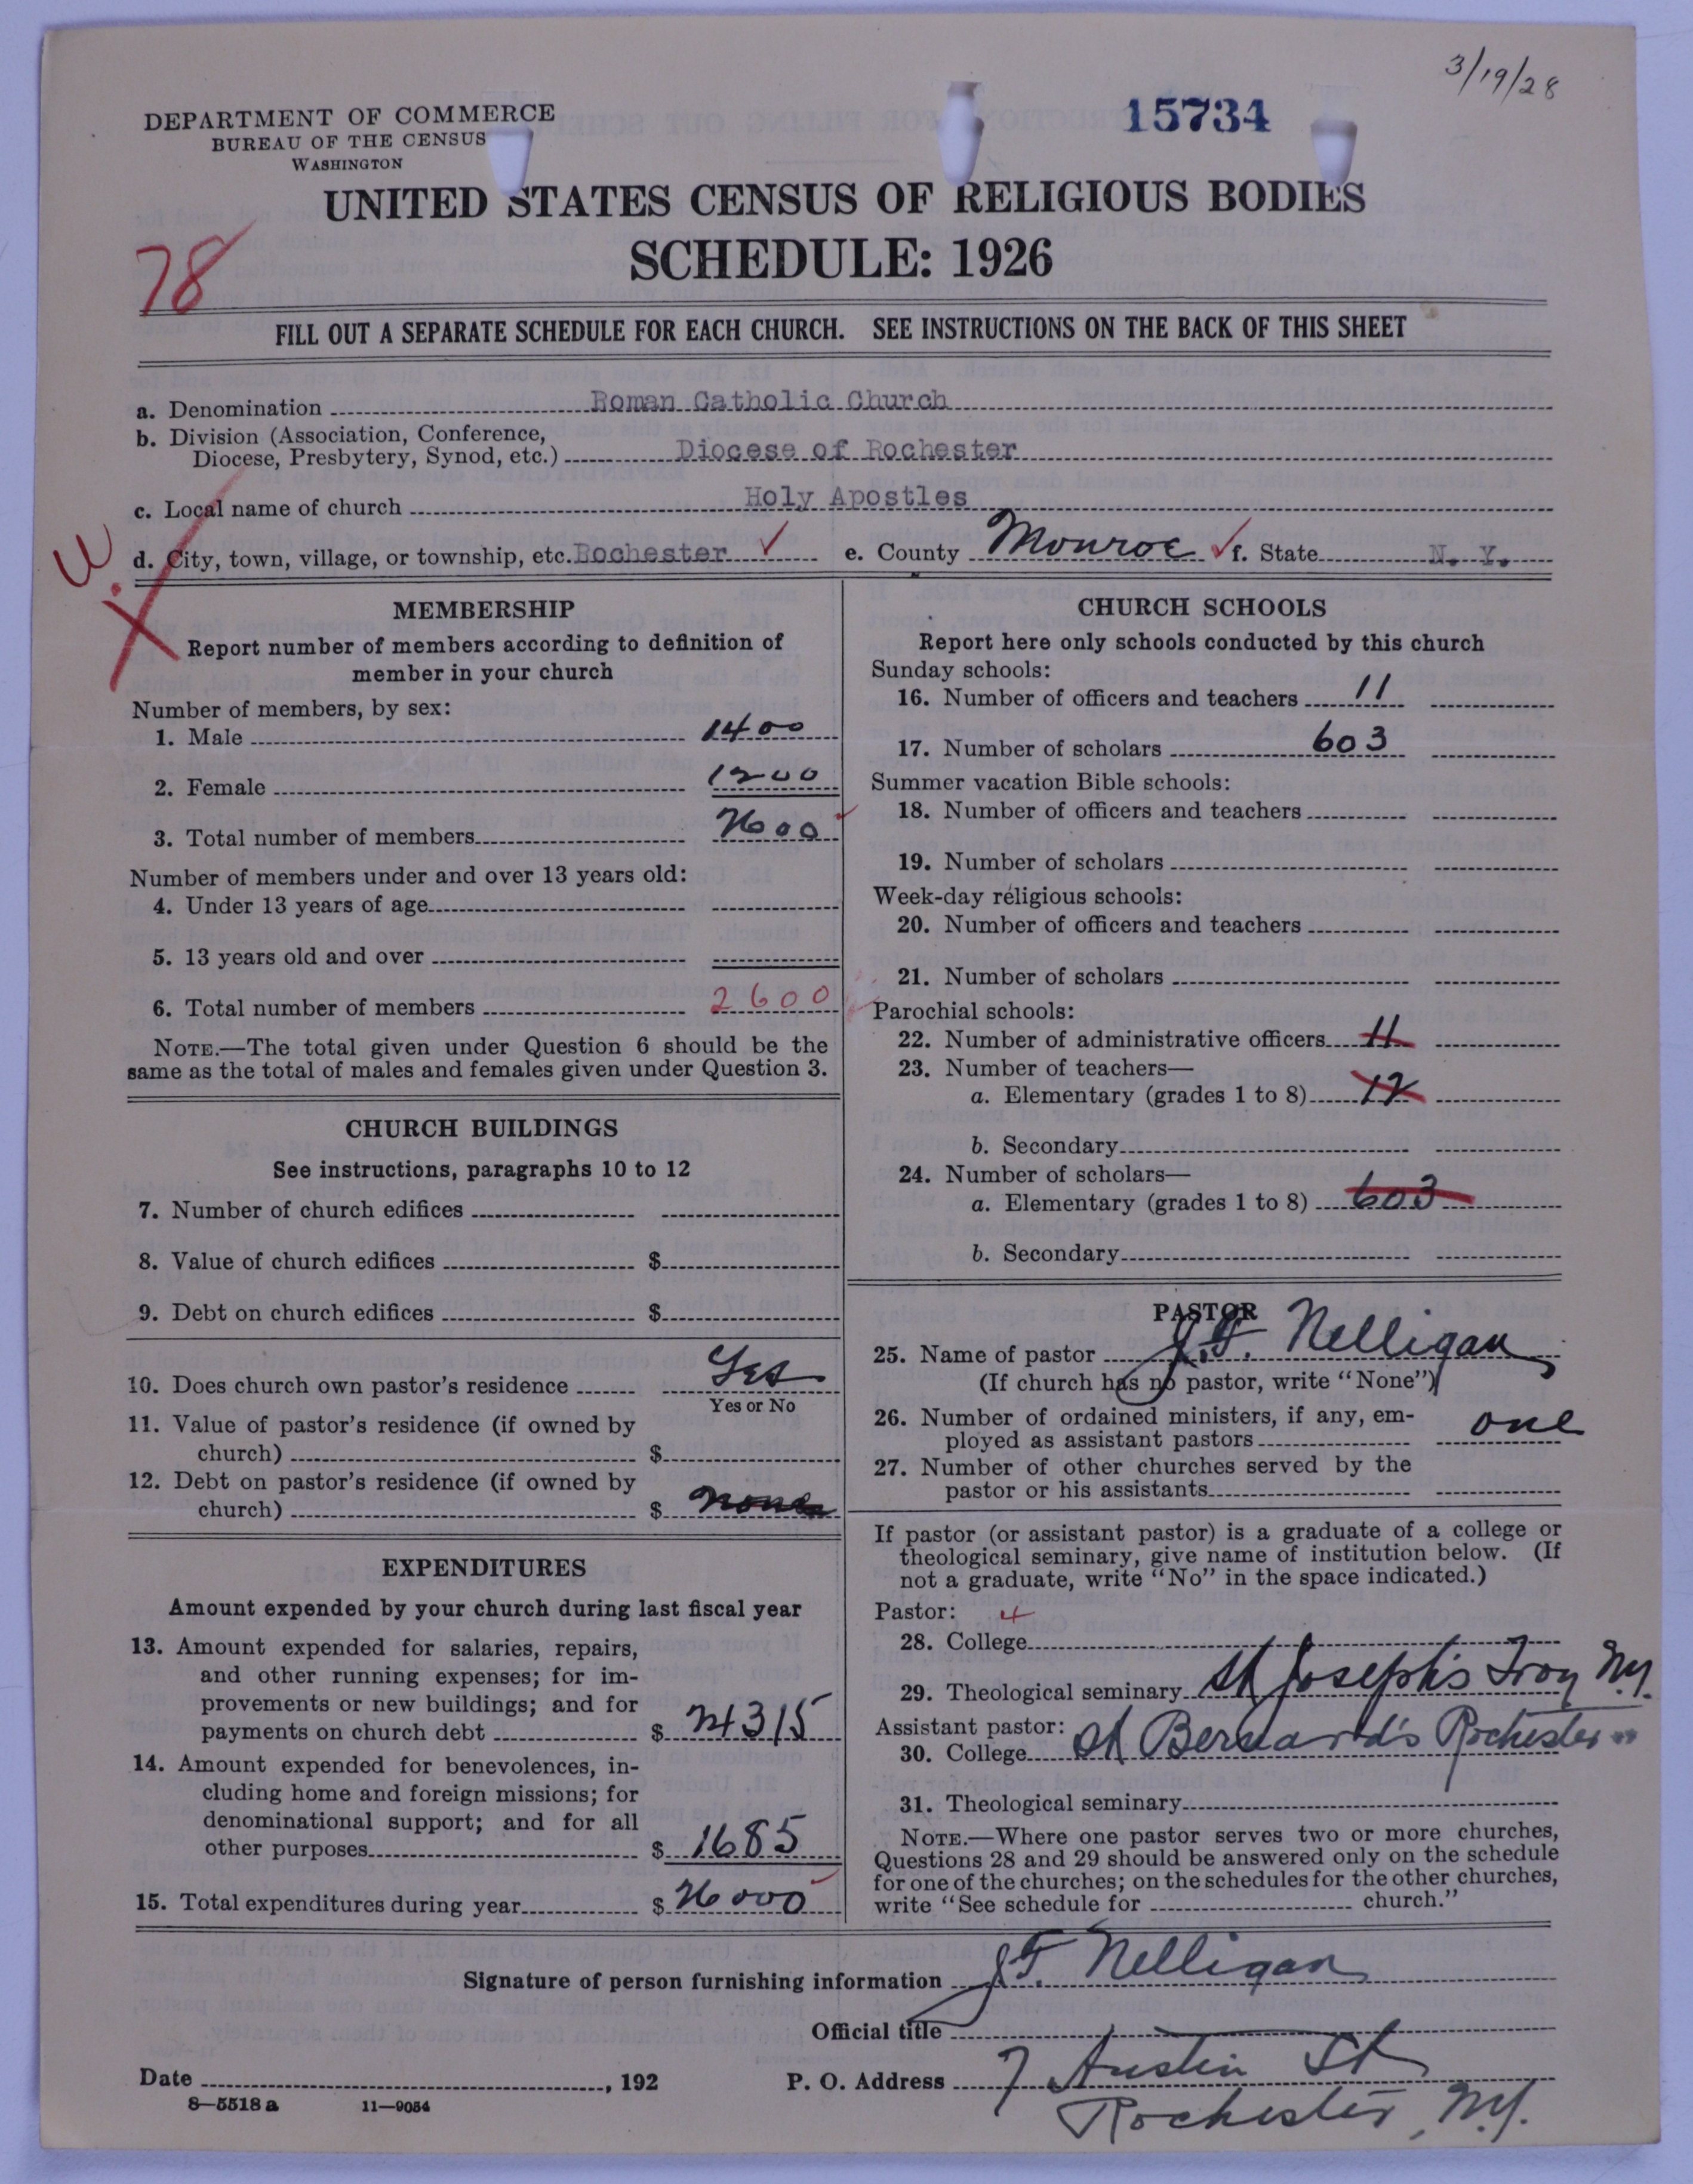 3/19/28
15734
DEPARTMENT OF COMMERCE
BUREAU OF THE CENSUS
WASHINGTON
UNITED STATES CENSUS OF RELIGIOUS BODIES
SCHEDULE: 1926
78
FILL OUT A SEPARATE SCHEDULE FOR EACH CHURCH. SEE INSTRUCTIONS ON THE BACK OF THIS SHEET
a. Denomination Roman Catholic Church
b. Division (Association, Conference,
Diocese, Presbytery, Synod, etc.) Diocese of Rochester
c. Local name of church Holy Apostles
d. City, town, village, or township, etc. Rochester e. County Monroe f. State N. Y.
MEMBERSHIP
Report number of members according to definition of
member in your church
Number of members, by sex:
1. Male 1400
2. Female 1200
3. Total number of members 2600
Number of members under and over 13 years old:
4. Under 13 years of age
5. 13 years old and over
6. Total number of members 2600
NOTE.—The total given under Question 6 should be the
same as the total of males and females given under Question 3.
CHURCH BUILDINGS
See instructions, paragraphs 10 to 12
7. Number of church edifices
8. Value of church edifices $
9. Debt on church edifices $
10. Does church own pastor's residence Yes
Yes or No
11. Value of pastor's residence (if owned by
church) $
12. Debt on pastor's residence (if owned by
church) $ none
EXPENDITURES
Amount expended by your church during last fiscal year
13. Amount expended for salaries, repairs,
and other running expenses; for im-
provements or new buildings; and for
payments on church debt $ 24315
14. Amount expended for benevolences, in-
cluding home and foreign missions; for
denominational support; and for all
other purposes $ 1685
15. Total expenditures during year $ 26000
CHURCH SCHOOLS
Report here only schools conducted by this church
Sunday schools:
16. Number of officers and teachers 11
17. Number of scholars 603
Summer vacation Bible schools:
18. Number of officers and teachers
19. Number of scholars
Week-day religious schools:
20. Number of officers and teachers
21. Number of scholars
Parochial schools:
22. Number of administrative officers 11
23. Number of teachers—
a. Elementary (grades 1 to 8) 12
b. Secondary
24. Number of scholars—
a. Elementary (grades 1 to 8) 603
b. Secondary
PASTOR
25. Name of pastor J. F. Nelligan
(If church has no pastor, write "None")
26. Number of ordained ministers, if any, em-
ployed as assistant pastors one
27. Number of other churches served by the
pastor or his assistants
If pastor (or assistant pastor) is a graduate of a college or
theological seminary, give name of institution below. (If
not a graduate, write "No" in the space indicated.)
Pastor: 4
28. College
29. Theological seminary St Joseph's Troy N.Y.
Assistant pastor:
30. College St Bernard's Rochester
31. Theological seminary
NOTE.—Where one pastor serves two or more churches,
Questions 28 and 29 should be answered only on the schedule
for one of the churches; on the schedules for the other churches,
write "See schedule for church."
Signature of person furnishing information J F. Nelligan
Official title
Date , 192 P. O. Address 7 Austin St
Rochester, N.Y.
8—5518 a 11—9054